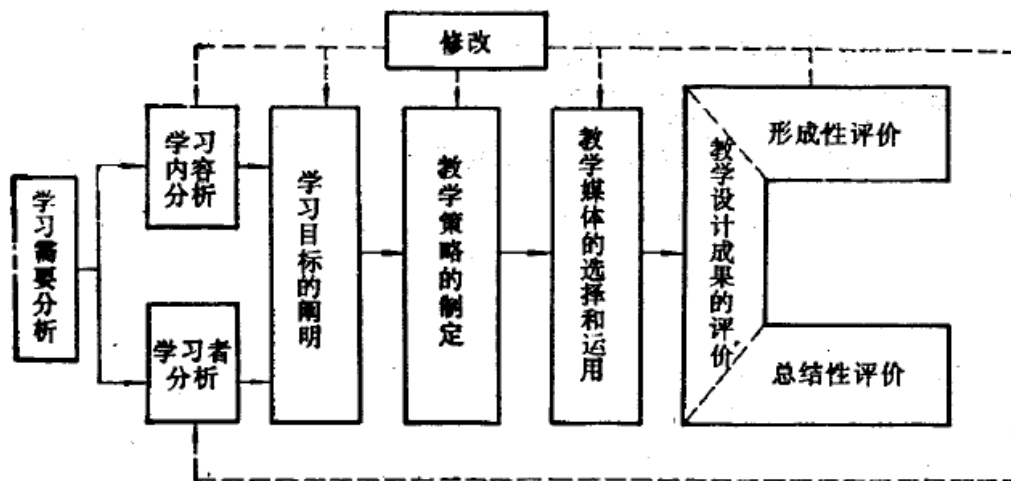 修改
学习
内容
分析
学习需要分析
学习者
分析
学习目标的阐明
教学策略的制定
教学媒体的选择和运用
教学设计成果的评价
形成性评价
总结性评价